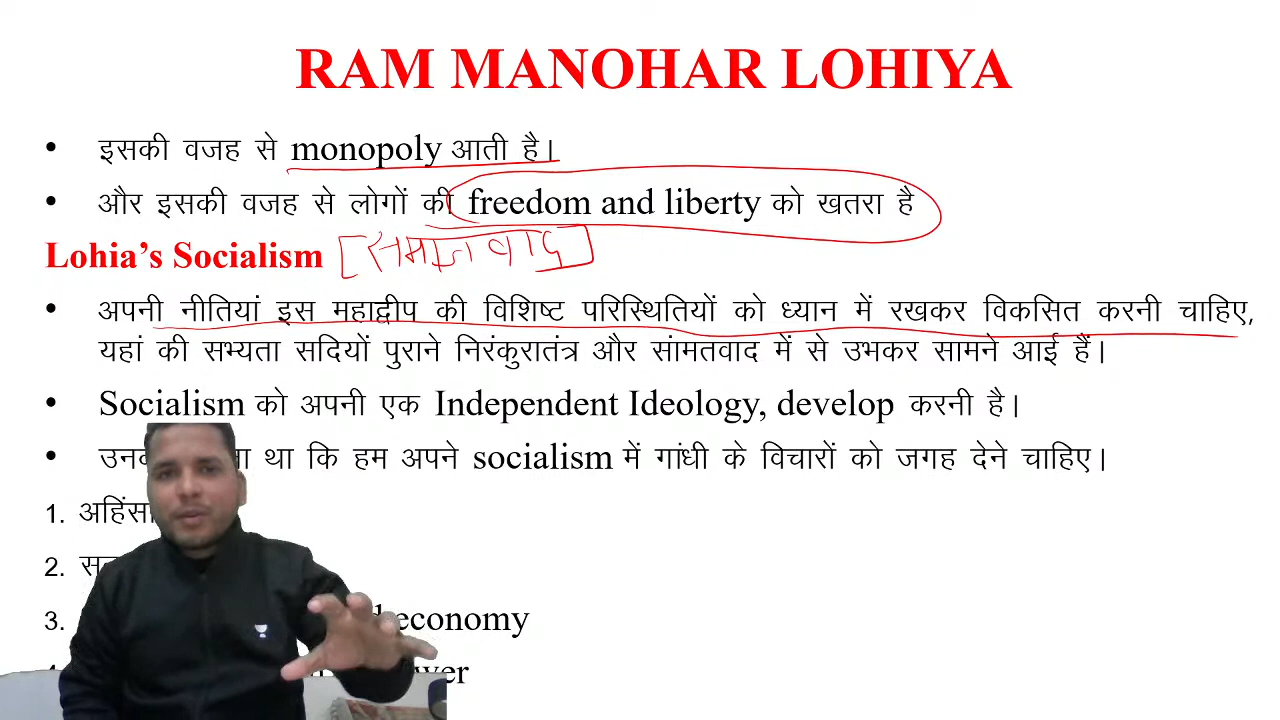 RAM MANOHAR LOHIYA
• इसकी वजह से monopoly आती है।
• और इसकी वजह से लोगों की freedom and liberty को खतरा है
Lohia's Socialism [समाजवाद]
• अपनी नीतियां इस महाद्वीप की विशिष्ट परिस्थितियों को ध्यान में रखकर विकसित करनी चाहिए,
यहां की सभ्यता सदियों पुराने निरंकुरातंत्र और सांमतवाद में से उभकर सामने आई हैं।
• Socialism को अपनी एक Independent Ideology, develop करनी है।
• था कि हम अपने socialism में गांधी के विचारों को जगह देने चाहिए।
1. अहिंसा
2.
3. economy
4.